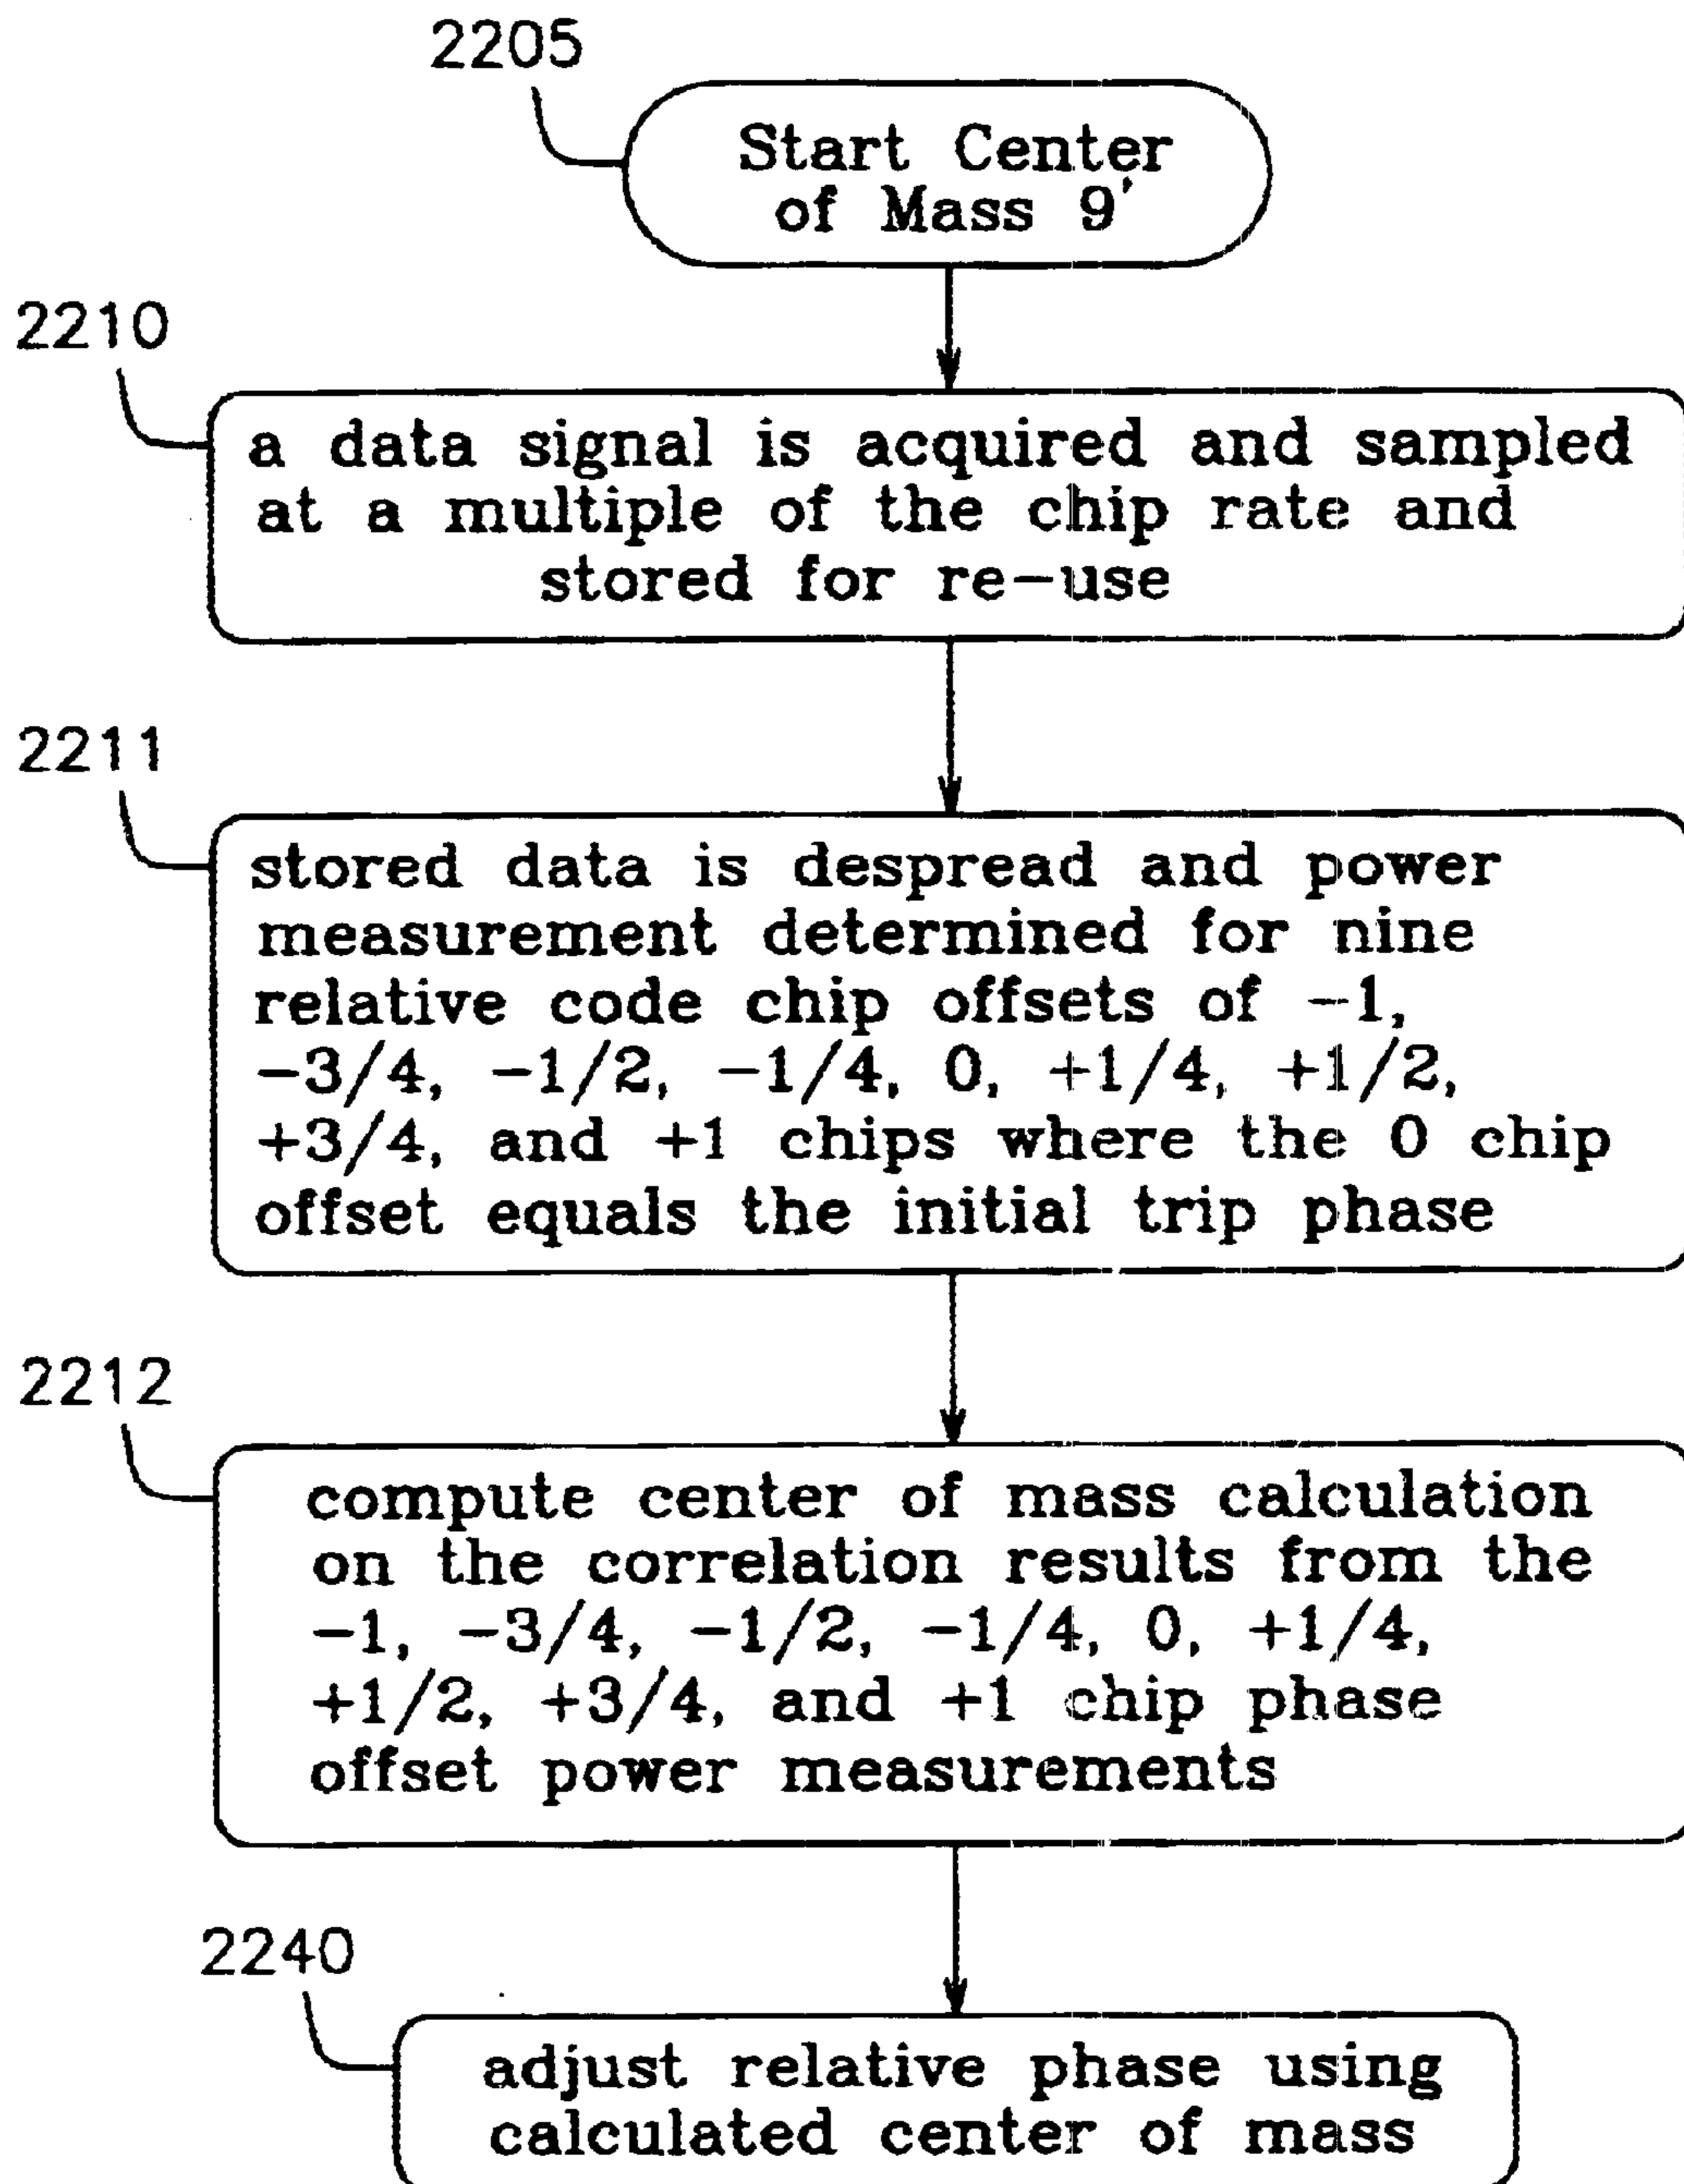 2205
Start Center
of Mass 9'
2210
a data signal is acquired and sampled
at a multiple of the chip rate and
stored for re-use
2211
stored data is despread and power
measurement determined for nine
relative code chip offsets of -1,
-3/4, -1/2, -1/4, 0, +1/4, +1/2,
+3/4, and +1 chips where the 0 chip
offset equals the initial trip phase
2212
compute center of mass calculation
on the correlation results from the
-1, -3/4, -1/2, -1/4, 0, +1/4,
+1/2, +3/4, and +1 chip phase
offset power measurements
2240
adjust relative phase using
calculated center of mass